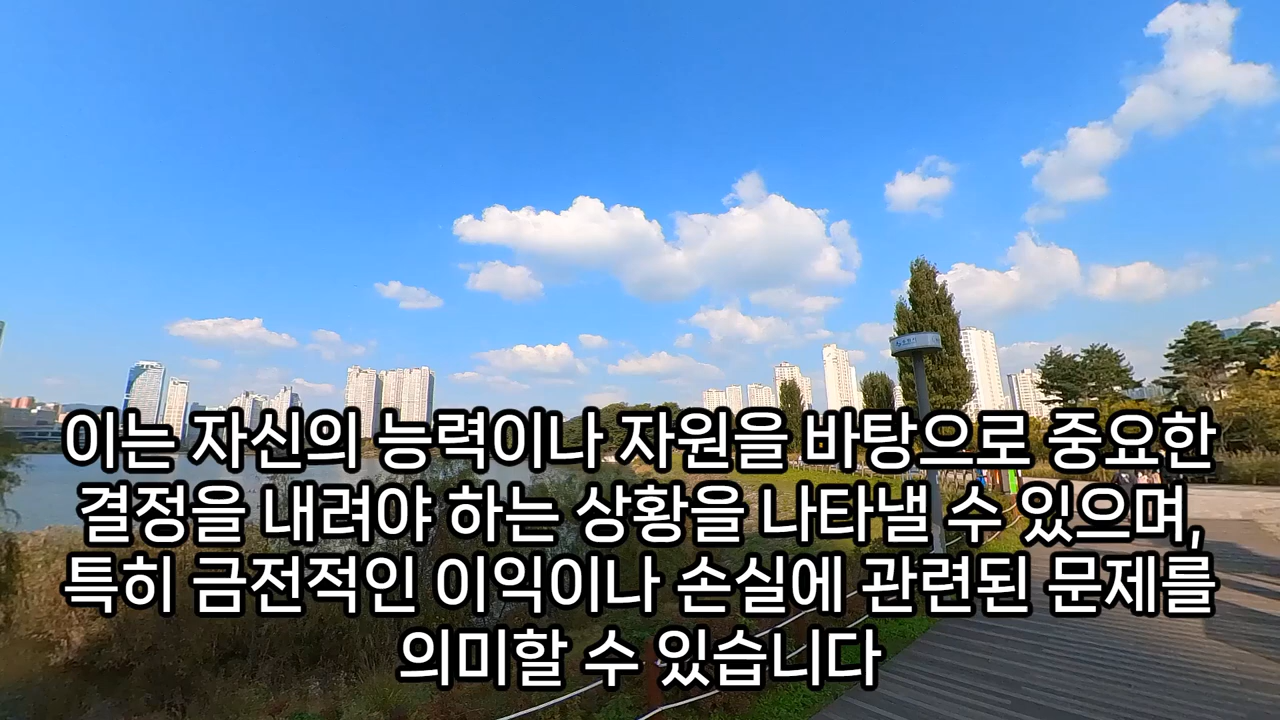 이는 자신의 능력이나 자원을 바탕으로 중요한
결정을 내려야 하는 상황을 나타낼 수 있으며,
특히 금전적인 이익이나 손실에 관련된 문제를
의미할 수 있습니다